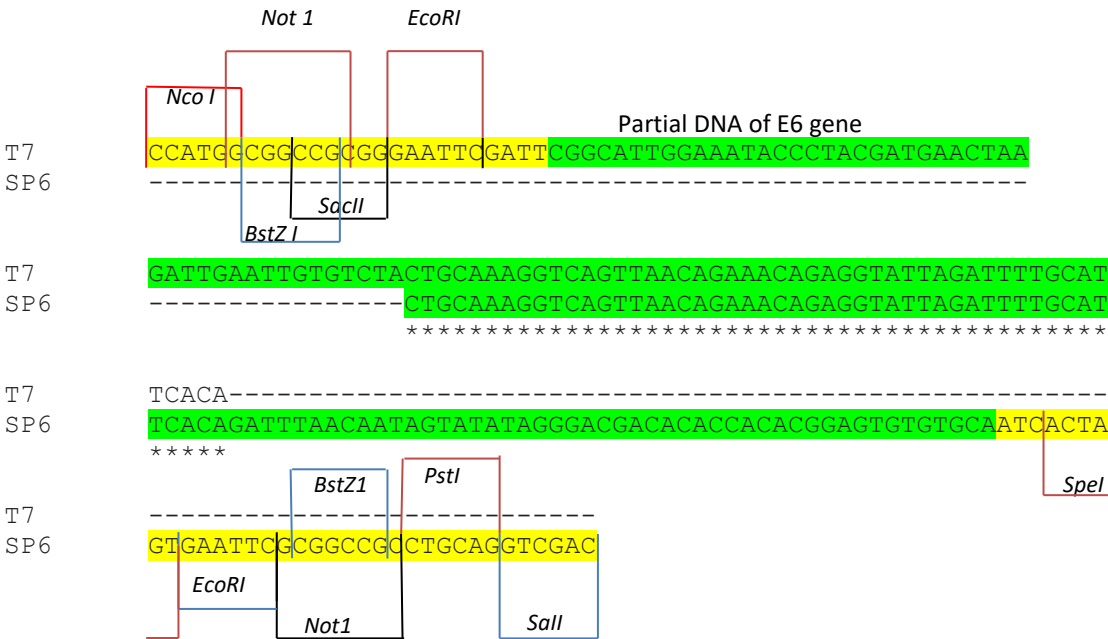 Not 1 EcoRI
Nco I
Partial DNA of E6 gene
T7 CCATGGCGGCCGCGGGAATTCGATTCGGCATTGGAAATACCCTACGATGAACTAA
SP6 -------------------------------------------------------
SacII
BstZ I
T7 GATTGAATTGTGTCTACTGCAAAGGTCAGTTAACAGAAACAGAGGTATTAGATTTTGCAT
SP6 ----------------CTGCAAAGGTCAGTTAACAGAAACAGAGGTATTAGATTTTGCAT
********************************************
T7 TCACA-------------------------------------------------------
SP6 TCACAGATTTAACAATAGTATATAGGGACGACACACCACACGGAGTGTGTGCAATCACTA
*****
BstZ1 PstI SpeI
T7 ----------------------------
SP6 GTGAATTCGCGGCCGCCTGCAGGTCGAC
EcoRI
Not1 SalI